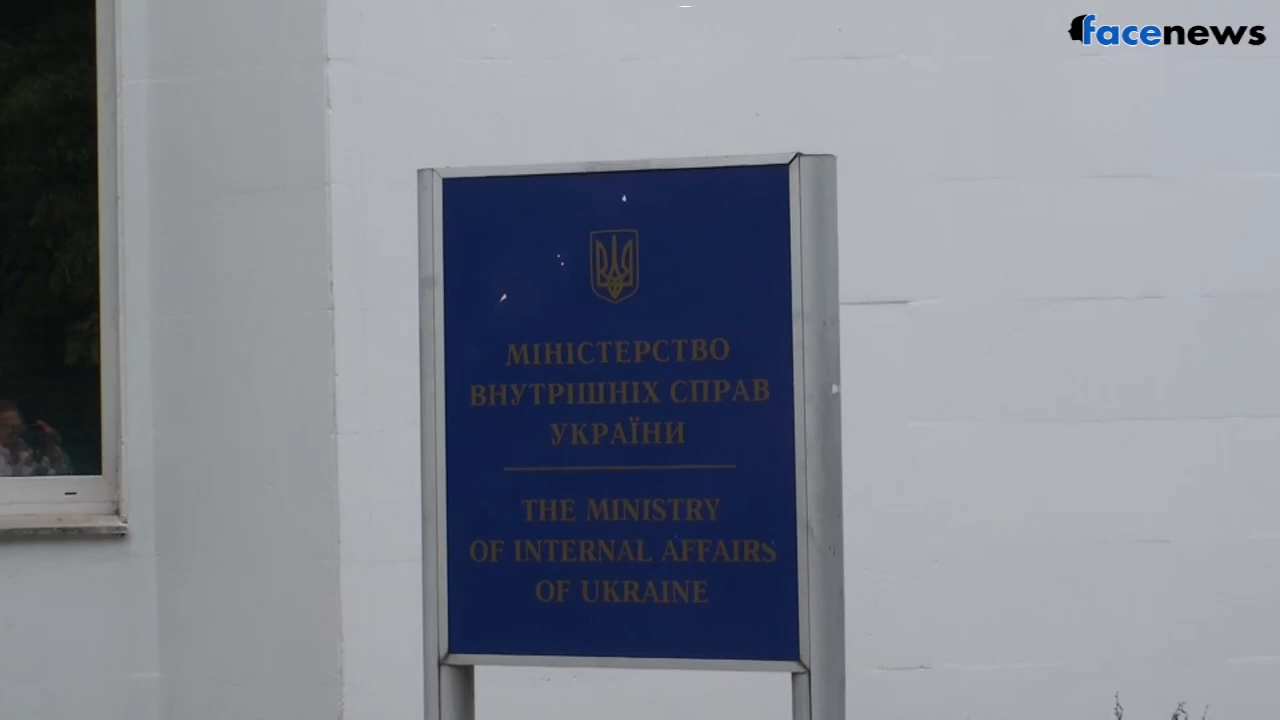 facenews
МІНІСТЕРСТВО
ВНУТРІШНІХ СПРАВ
УКРАЇНИ
THE MINISTRY
OF INTERNAL AFFAIRS
OF UKRAINE